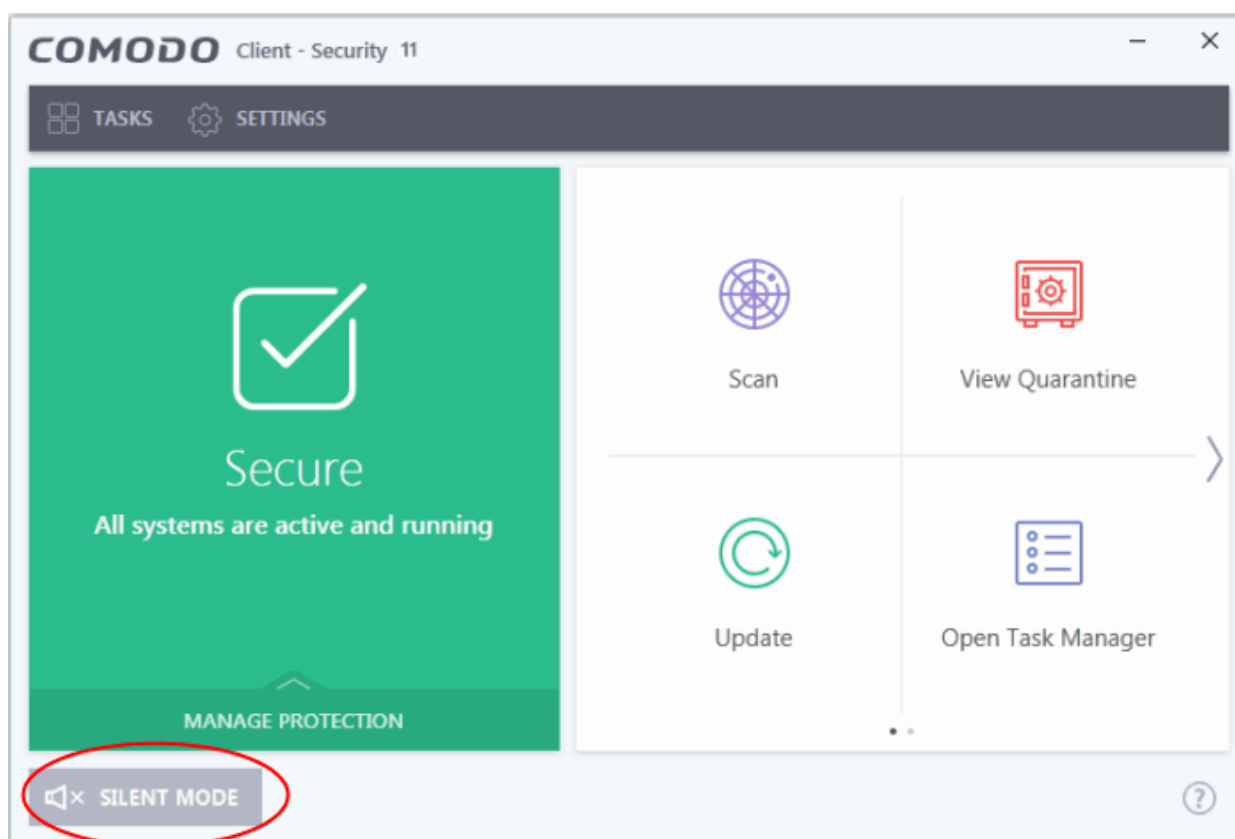 COMODO Client - Security 11
TASKS SETTINGS
Secure
All systems are active and running
MANAGE PROTECTION
Scan
View Quarantine
Update
Open Task Manager
SILENT MODE
?